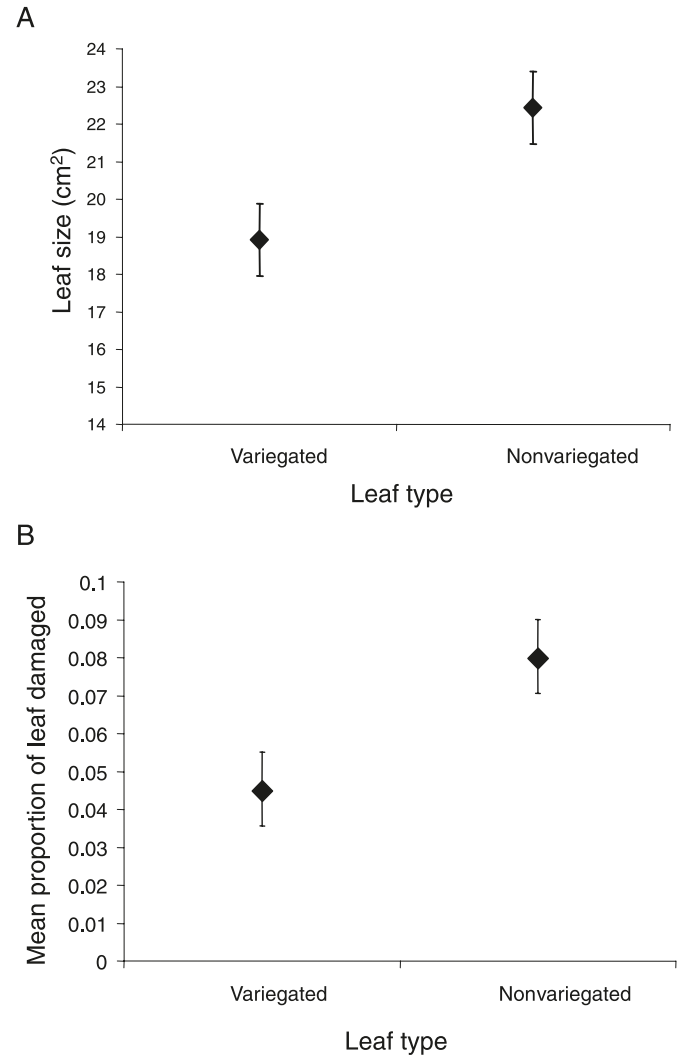 A
Leaf size (cm²)
24
23
22
21
20
19
18
17
16
15
14
Variegated Nonvariegated
Leaf type
B
Mean proportion of leaf damaged
0.1
0.09
0.08
0.07
0.06
0.05
0.04
0.03
0.02
0.01
0
Variegated Nonvariegated
Leaf type